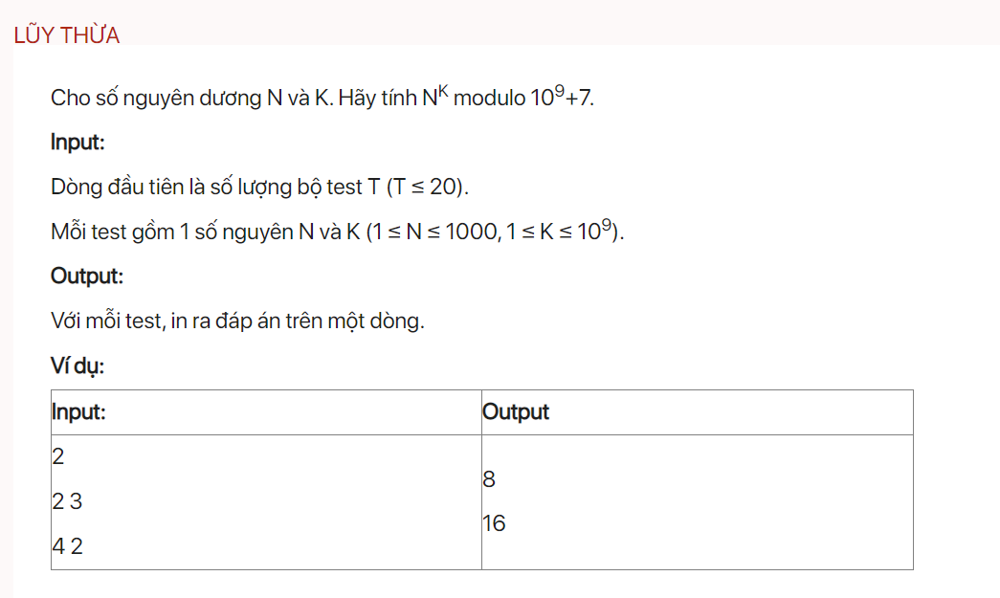 LŨY THỪA
Cho số nguyên dương N và K. Hãy tính N^K modulo 10^9+7.
Input:
Dòng đầu tiên là số lượng bộ test T (T ≤ 20).
Mỗi test gồm 1 số nguyên N và K (1 ≤ N ≤ 1000, 1 ≤ K ≤ 10^9).
Output:
Với mỗi test, in ra đáp án trên một dòng.
Ví dụ:
Input:
Output
2
2 3
4 2
8
16